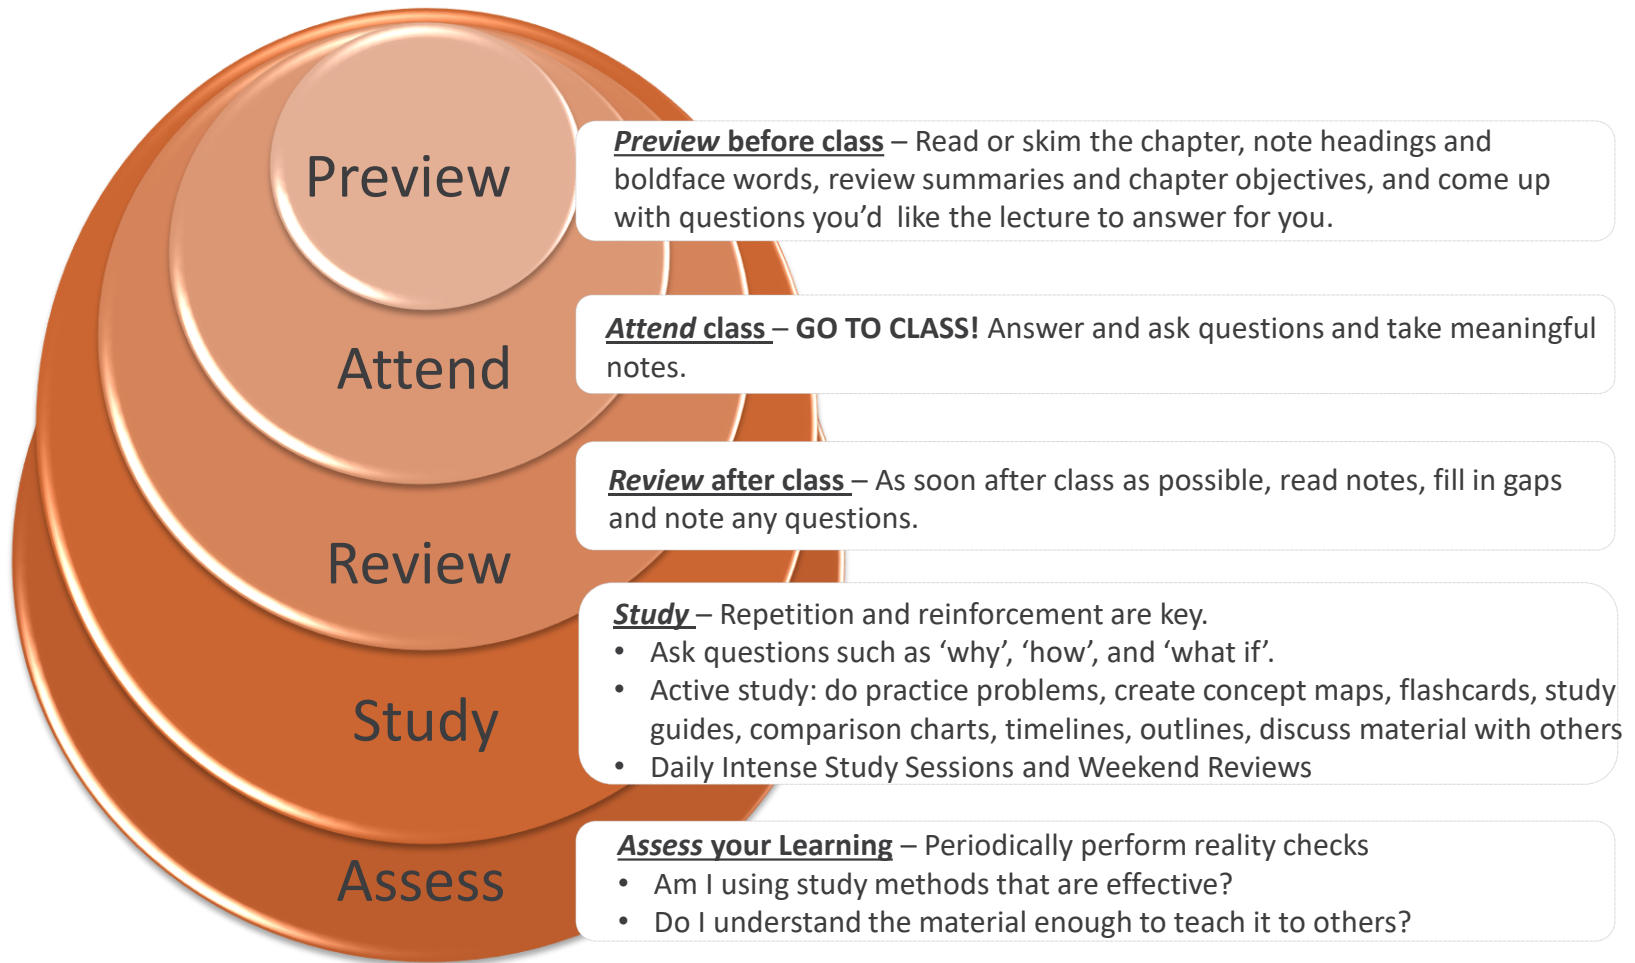 Preview
Preview before class – Read or skim the chapter, note headings and
boldface words, review summaries and chapter objectives, and come up
with questions you’d  like the lecture to answer for you.
Attend
Attend class – GO TO CLASS! Answer and ask questions and take meaningful
notes.
Review
Review after class – As soon after class as possible, read notes, fill in gaps
and note any questions.
Study
Study – Repetition and reinforcement are key.
• Ask questions such as ‘why’, ‘how’, and ‘what if’.
• Active study: do practice problems, create concept maps, flashcards, study
guides, comparison charts, timelines, outlines, discuss material with others
• Daily Intense Study Sessions and Weekend Reviews
Assess
Assess your Learning – Periodically perform reality checks
• Am I using study methods that are effective?
• Do I understand the material enough to teach it to others?